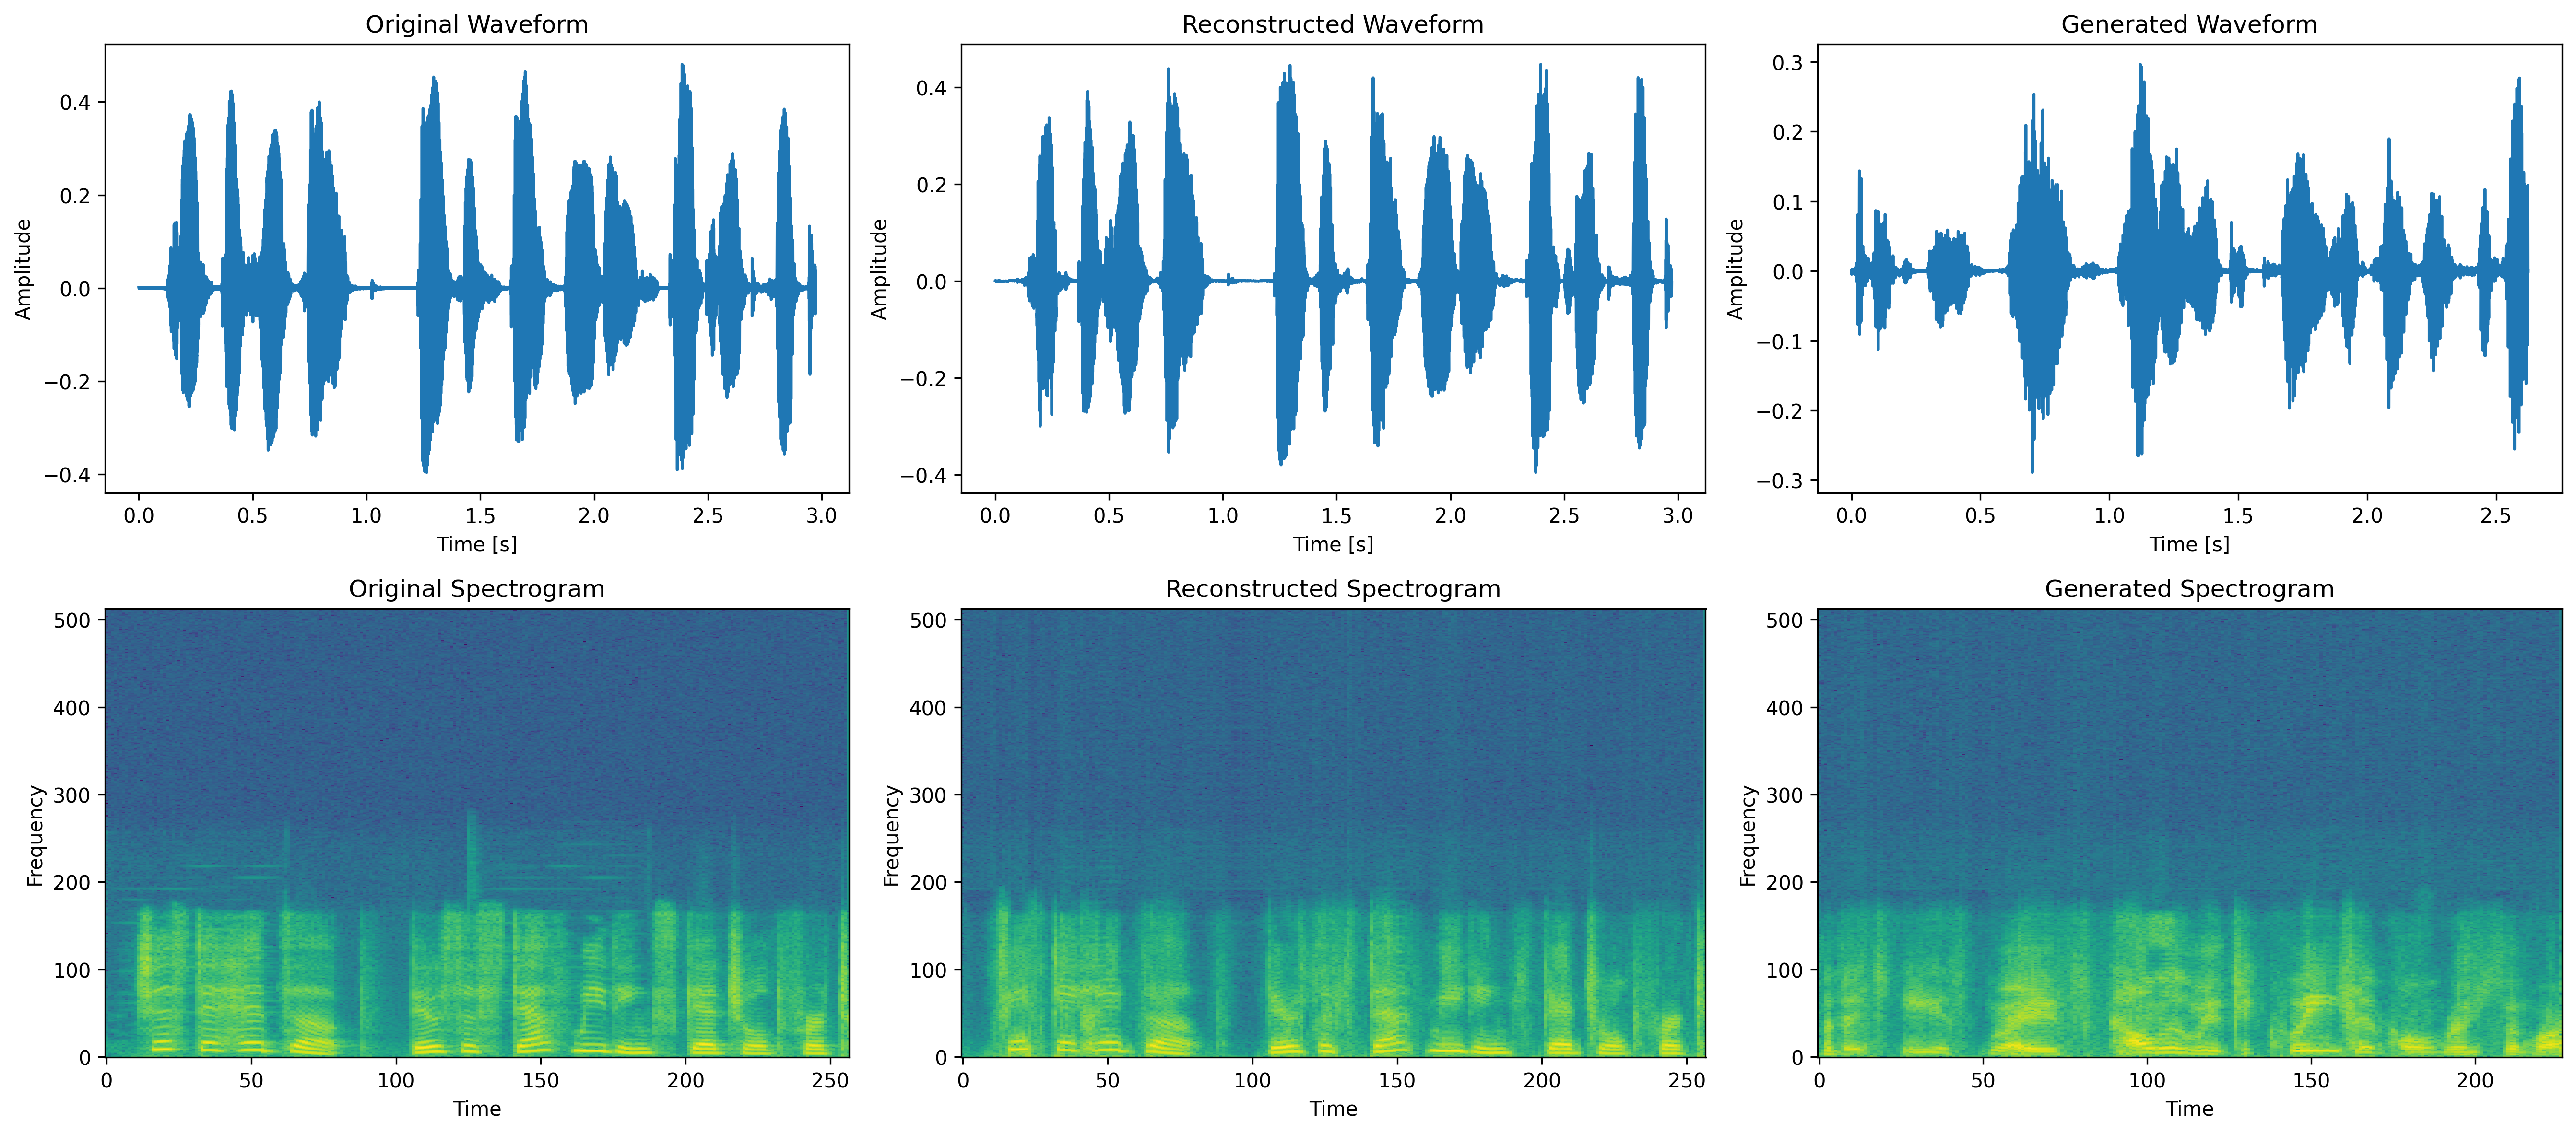 Original Waveform
Reconstructed Waveform
Generated Waveform
Amplitude
0.4
0.2
0.0
−0.2
−0.4
0.0 0.5 1.0 1.5 2.0 2.5 3.0
Time [s]
Amplitude
0.4
0.2
0.0
−0.2
−0.4
0.0 0.5 1.0 1.5 2.0 2.5 3.0
Time [s]
Amplitude
0.3
0.2
0.1
0.0
−0.1
−0.2
−0.3
0.0 0.5 1.0 1.5 2.0 2.5
Time [s]
Original Spectrogram
Reconstructed Spectrogram
Generated Spectrogram
Frequency
500
400
300
200
100
0
0 50 100 150 200 250
Time
Frequency
500
400
300
200
100
0
0 50 100 150 200 250
Time
Frequency
500
400
300
200
100
0
0 50 100 150 200
Time